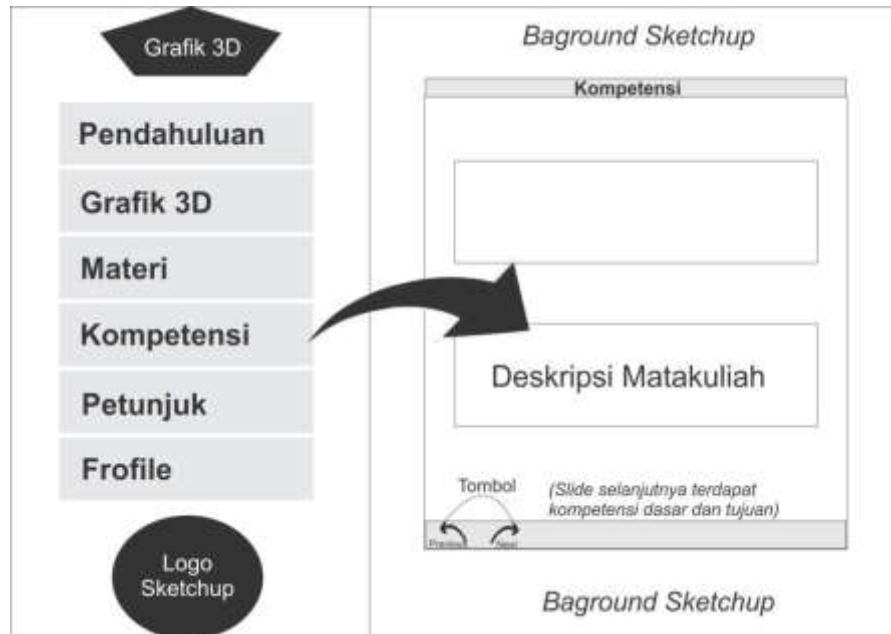 Grafik 3D
Pendahuluan
Grafik 3D
Materi
Kompetensi
Petunjuk
Frofile
Logo
Sketchup
Baground Sketchup
Kompetensi
Deskripsi Matakuliah
Tombol
(Slide selanjutnya terdapat
kompetensi dasar dan tujuan)
Previous
Next
Baground Sketchup